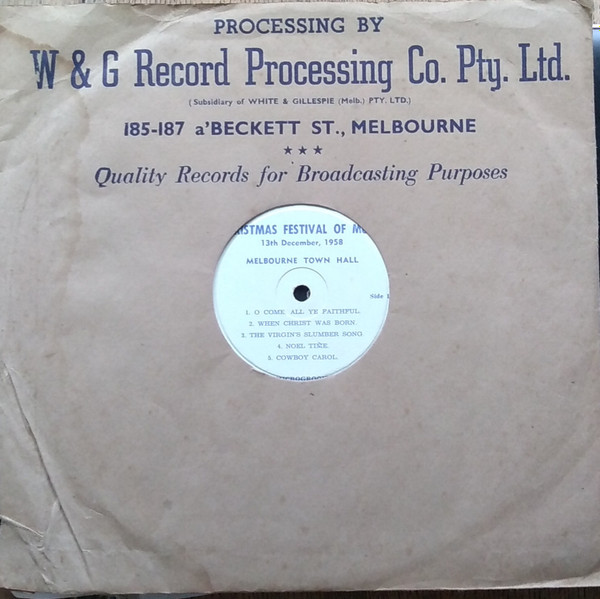 PROCESSING BY
W & G Record Processing Co. Pty. Ltd.
(Subsidiary of WHITE & GILLESPIE (Melb.) PTY. LTD.)
185-187 a'BECKETT ST., MELBOURNE
★ ★ ★
Quality Records for Broadcasting Purposes
ISTMAS FESTIVAL OF MU
13th December, 1958
MELBOURNE TOWN HALL
Side 1
1. O COME ALL YE FAITHFUL.
2. WHEN CHRIST WAS BORN.
3. THE VIRGIN'S SLUMBER SONG.
4. NOEL TIME.
5. COWBOY CAROL.